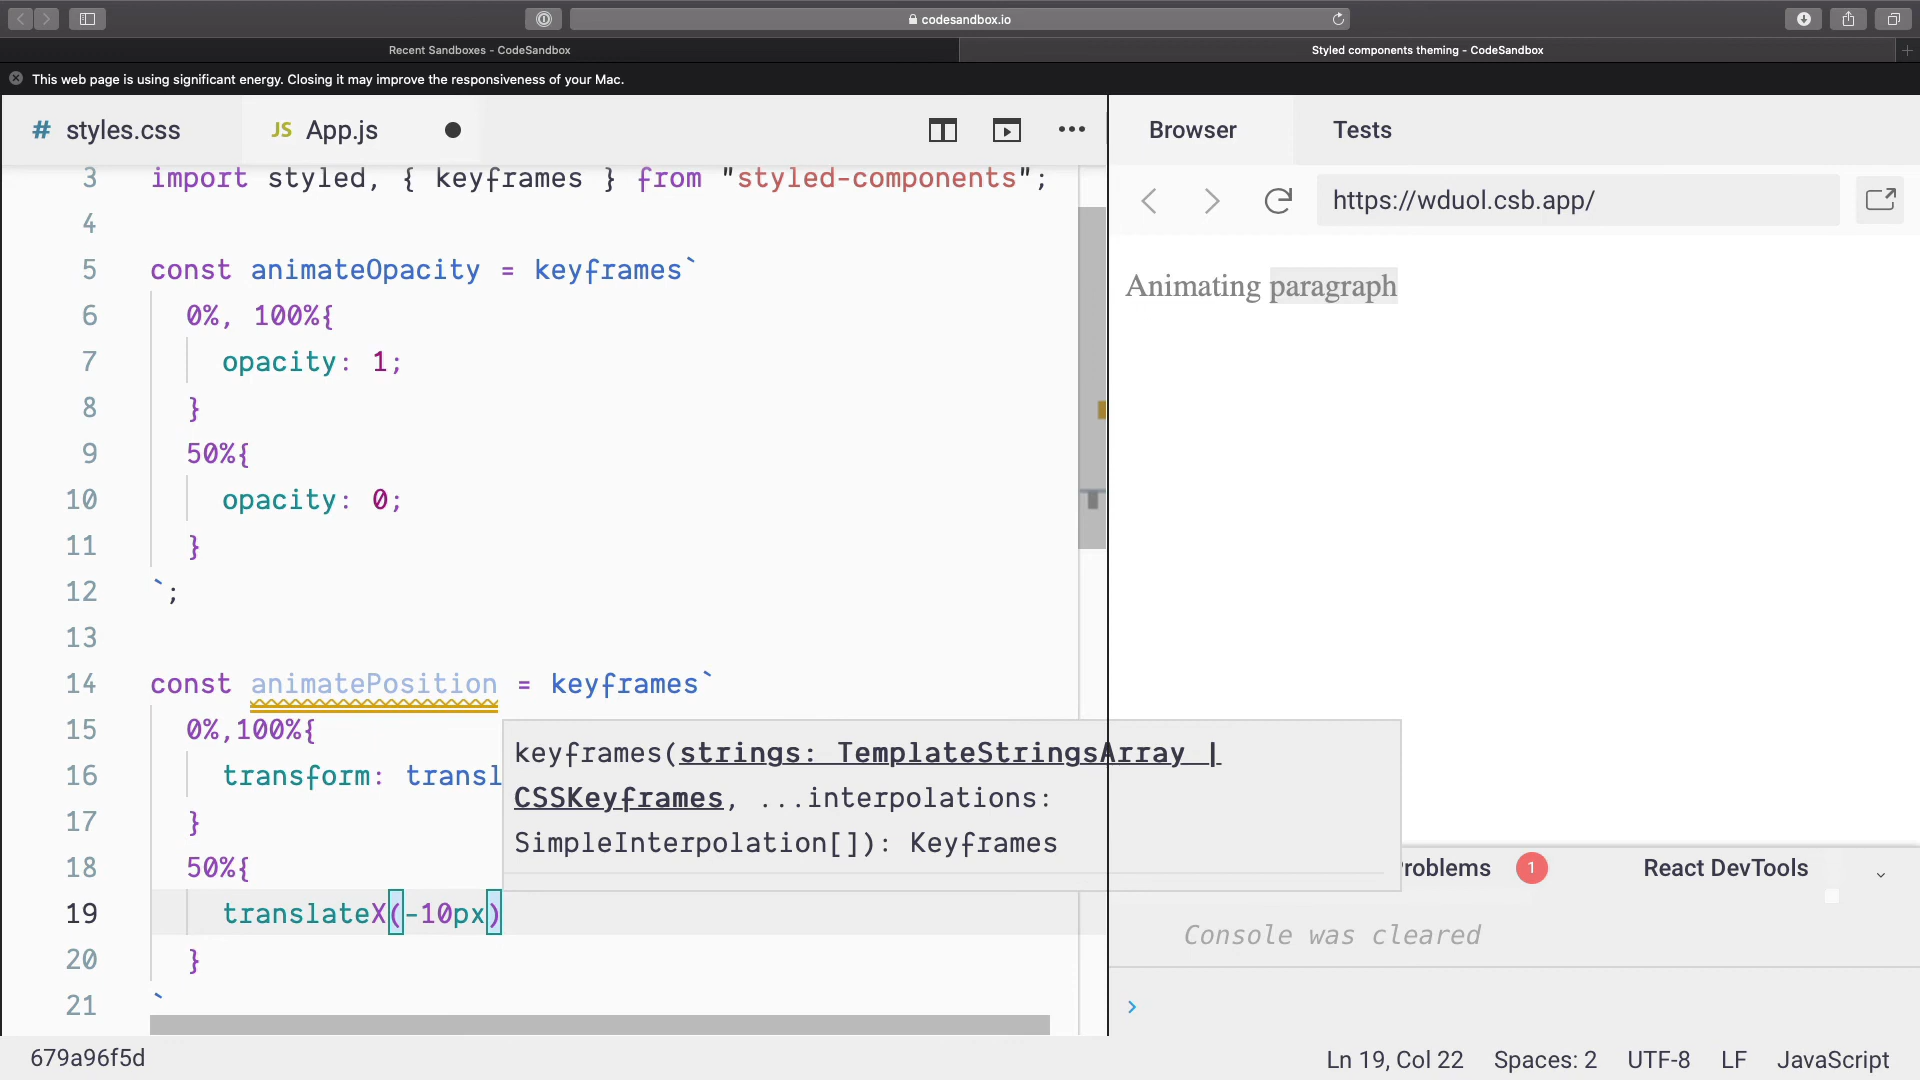 codesandbox.io
Recent Sandboxes - CodeSandbox
Styled components theming - CodeSandbox
This web page is using significant energy. Closing it may improve the responsiveness of your Mac.
# styles.css
JS App.js
Browser
Tests
https://wduol.csb.app/
3 import styled, { keyframes } from "styled-components";
4
5 const animateOpacity = keyframes`
6 0%, 100%{
7 opacity: 1;
8 }
9 50%{
10 opacity: 0;
11 }
12 `;
13
14 const animatePosition = keyframes`
15 0%,100%{
16 transform: transl
17 }
18 50%{
19 translateX(-10px)
20 }
21 `
keyframes(strings: TemplateStringsArray |
CSSKeyframes, ...interpolations:
SimpleInterpolation[]): Keyframes
Animating paragraph
roblems 1
React DevTools
Console was cleared
679a96f5d
Ln 19, Col 22 Spaces: 2 UTF-8 LF JavaScript